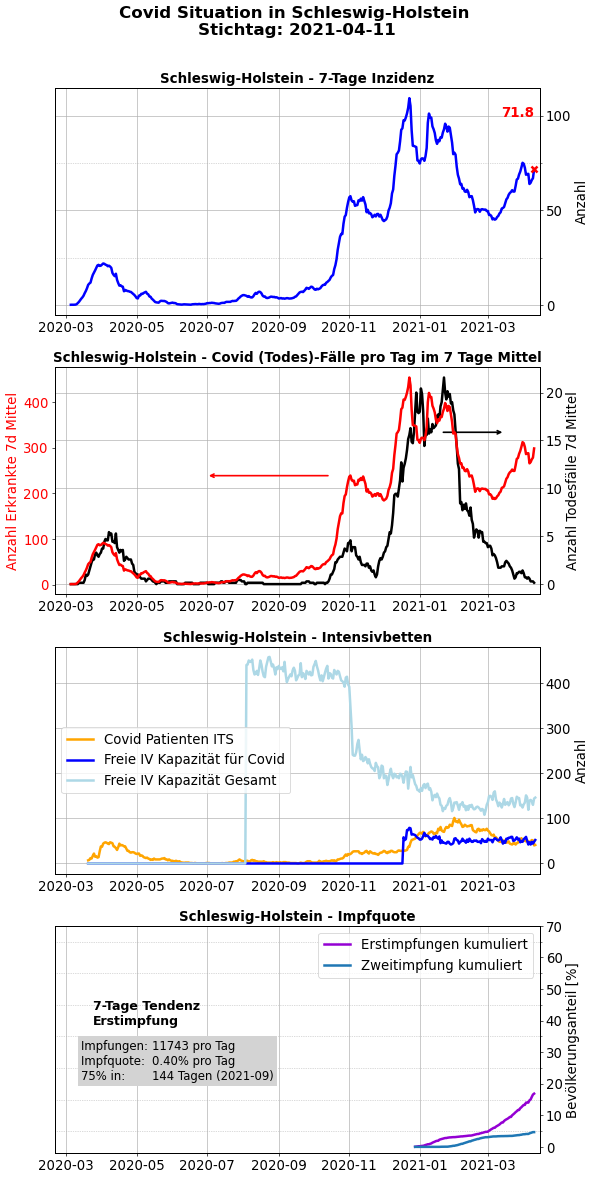 Covid Situation in Schleswig-Holstein
Stichtag: 2021-04-11
Schleswig-Holstein - 7-Tage Inzidenz
71.8
100
50
0
Anzahl
2020-03 2020-05 2020-07 2020-09 2020-11 2021-01 2021-03
Schleswig-Holstein - Covid (Todes)-Fälle pro Tag im 7 Tage Mittel
Anzahl Erkrankte 7d Mittel
400
300
200
100
0
20
15
10
5
0
Anzahl Todesfälle 7d Mittel
2020-03 2020-05 2020-07 2020-09 2020-11 2021-01 2021-03
Schleswig-Holstein - Intensivbetten
Covid Patienten ITS
Freie IV Kapazität für Covid
Freie IV Kapazität Gesamt
400
300
200
100
0
Anzahl
2020-03 2020-05 2020-07 2020-09 2020-11 2021-01 2021-03
Schleswig-Holstein - Impfquote
Erstimpfungen kumuliert
Zweitimpfung kumuliert
7-Tage Tendenz
Erstimpfung
Impfungen: 11743 pro Tag
Impfquote: 0.40% pro Tag
75% in: 144 Tagen (2021-09)
70
60
50
40
30
20
10
0
Bevölkerungsanteil [%]
2020-03 2020-05 2020-07 2020-09 2020-11 2021-01 2021-03